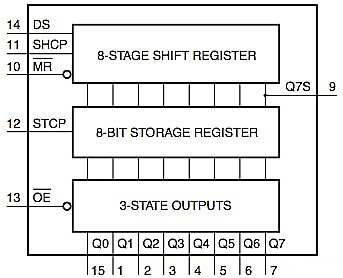 14 DS
11 SHCP
10 MR
8-STAGE SHIFT REGISTER
Q7S 9
12 STCP
8-BIT STORAGE REGISTER
13 OE
3-STATE OUTPUTS
Q0 Q1 Q2 Q3 Q4 Q5 Q6 Q7
15 1 2 3 4 5 6 7